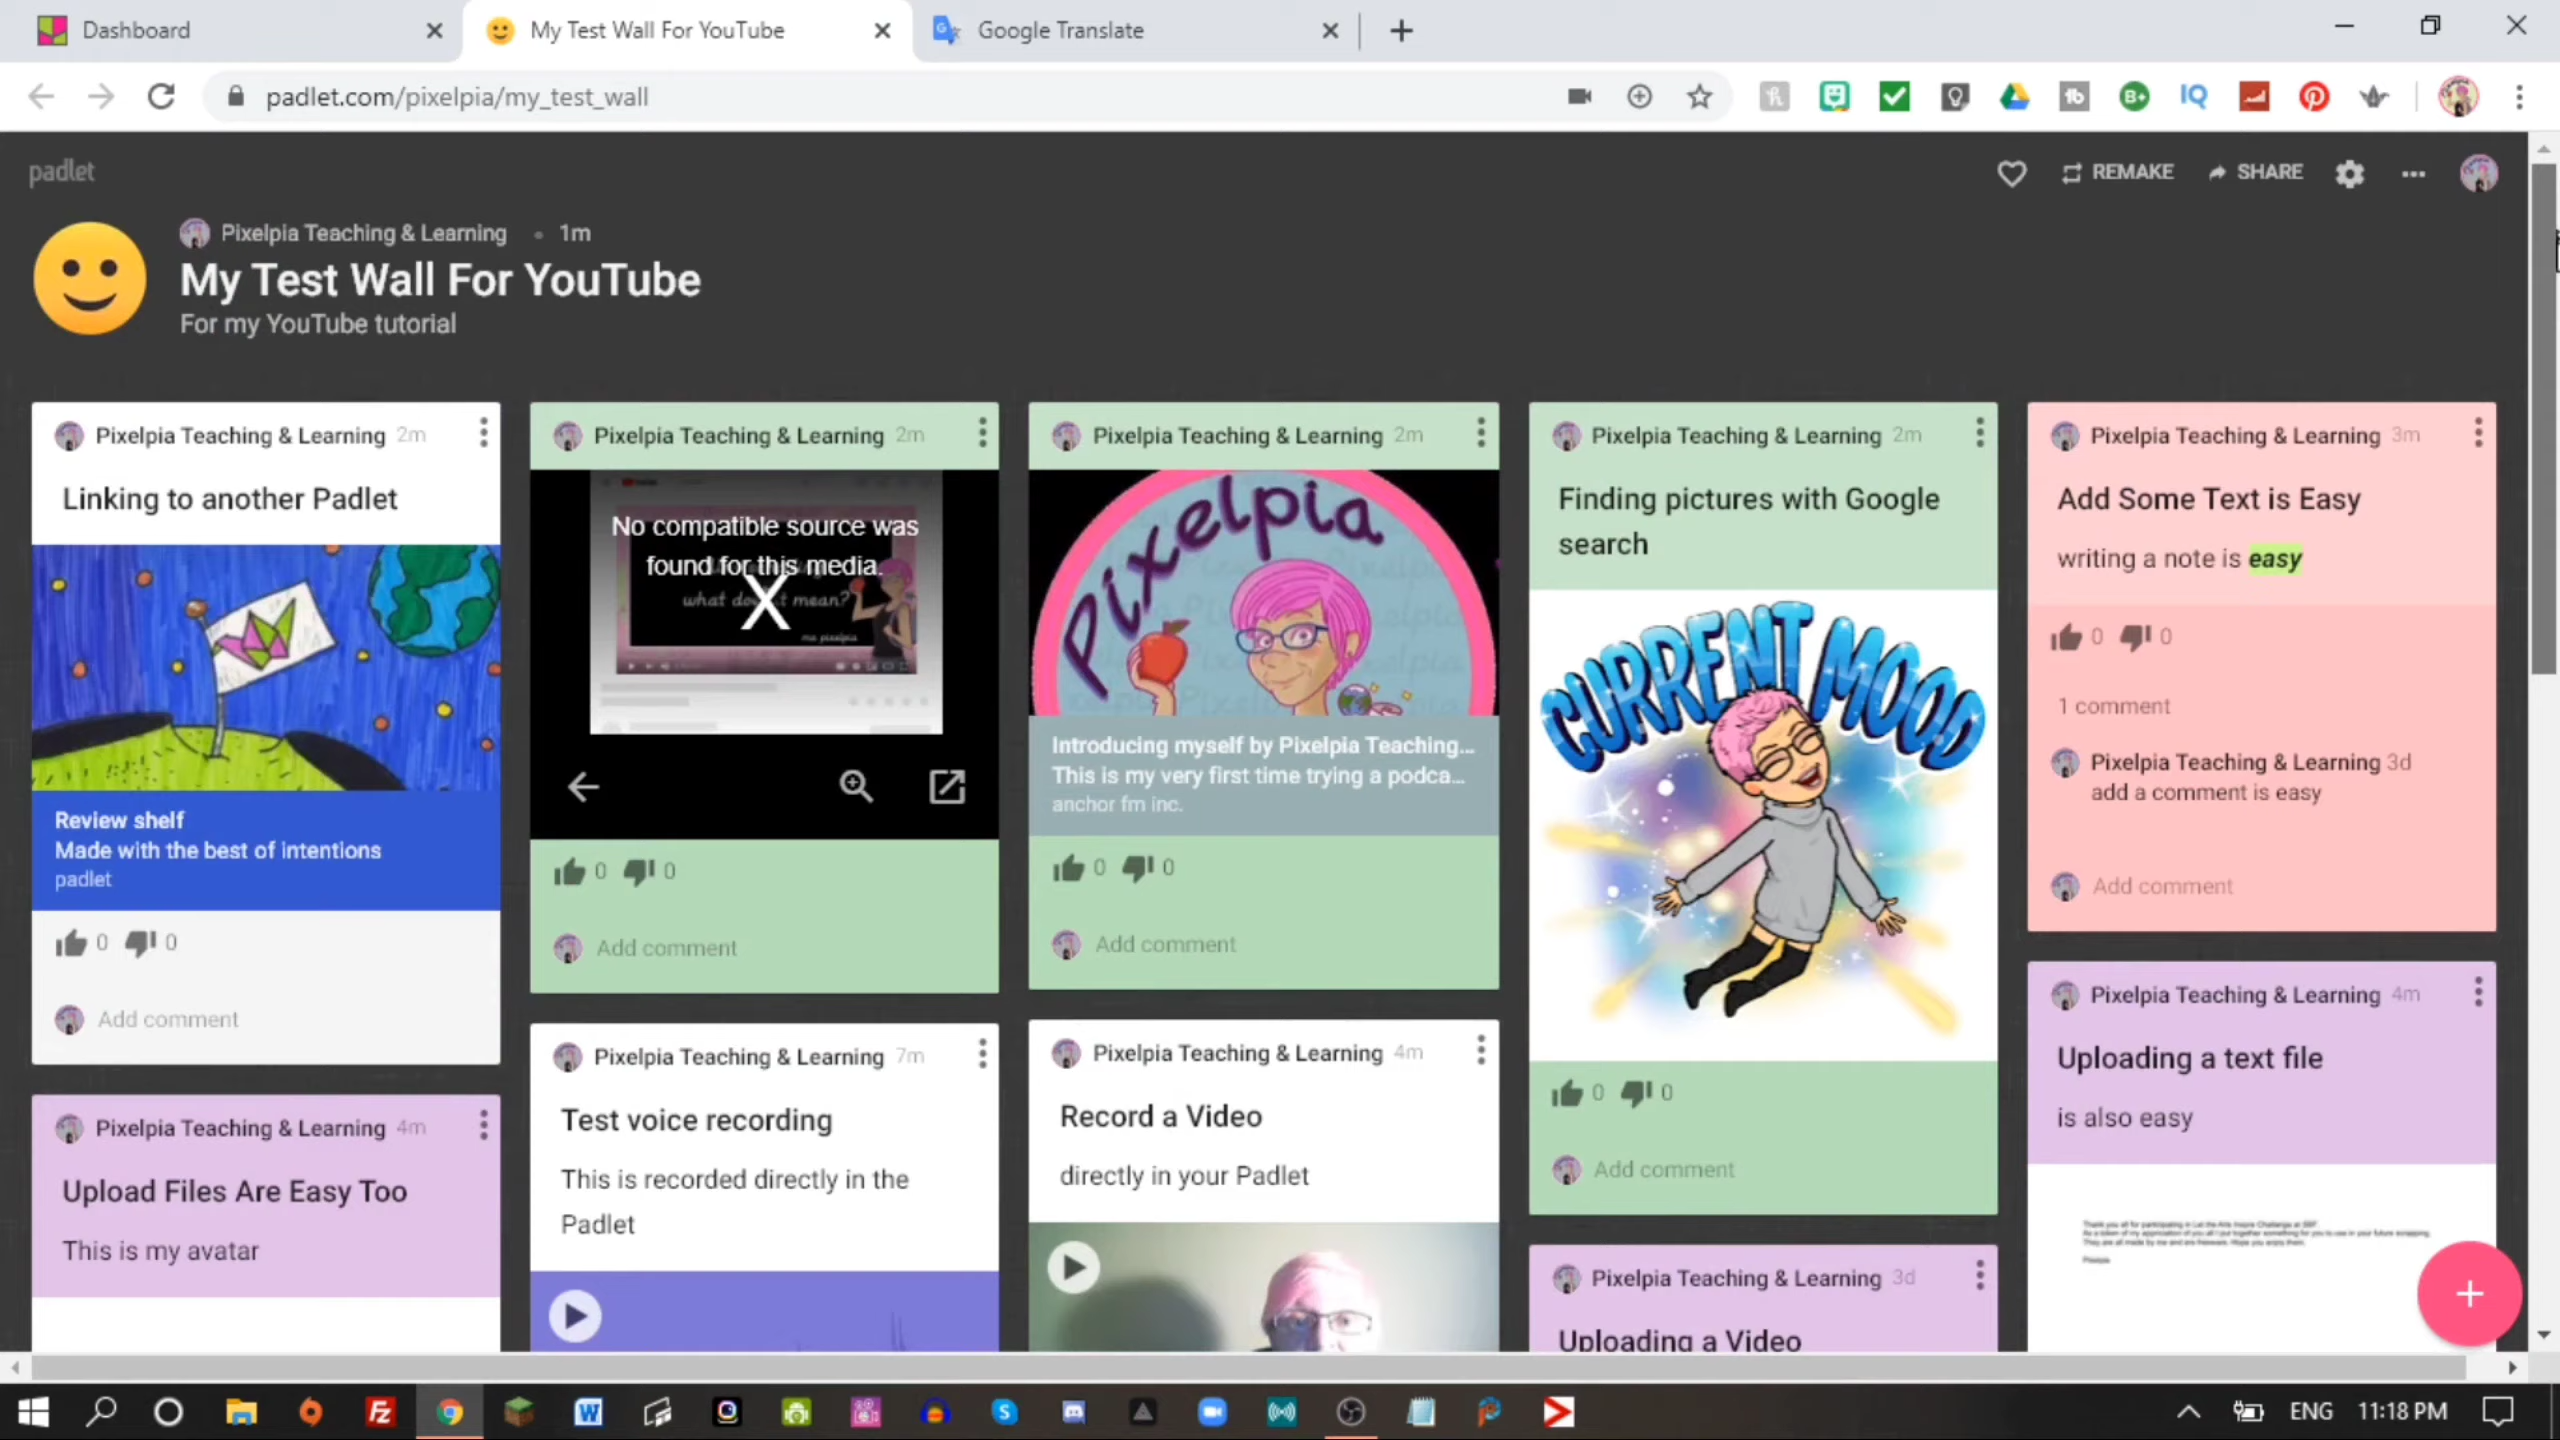 Dashboard
My Test Wall For YouTube
Google Translate
padlet.com/pixelpia/my_test_wall
padlet
REMAKE
SHARE
Pixelpia Teaching & Learning • 1m
My Test Wall For YouTube
For my YouTube tutorial
Pixelpia Teaching & Learning 2m
Linking to another Padlet
Review shelf
Made with the best of intentions
padlet
0 0
Add comment
Pixelpia Teaching & Learning 4m
Upload Files Are Easy Too
This is my avatar
Pixelpia Teaching & Learning 2m
No compatible source was
found for this media.
X
ms pixelpia
0 0
Add comment
Pixelpia Teaching & Learning 7m
Test voice recording
This is recorded directly in the
Padlet
Pixelpia Teaching & Learning 2m
Pixelpia
Introducing myself by Pixelpia Teaching...
This is my very first time trying a podca...
anchor fm inc.
0 0
Add comment
Pixelpia Teaching & Learning 4m
Record a Video
directly in your Padlet
Pixelpia Teaching & Learning 2m
Finding pictures with Google
search
CURRENT MOOD
0 0
Add comment
Pixelpia Teaching & Learning 3d
Uploading a Video
Pixelpia Teaching & Learning 3m
Add Some Text is Easy
writing a note is easy
0 0
1 comment
Pixelpia Teaching & Learning 3d
add a comment is easy
Add comment
Pixelpia Teaching & Learning 4m
Uploading a text file
is also easy
ENG 11:18 PM